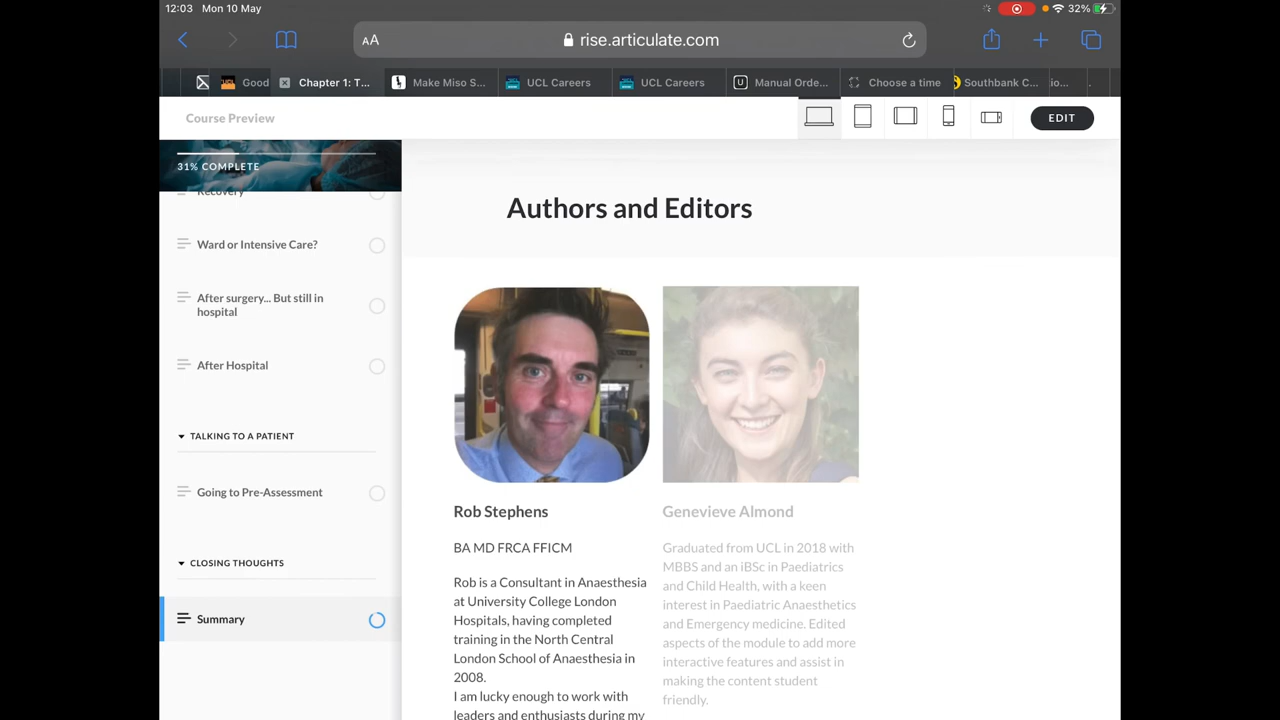 12:03 Mon 10 May
32%
AA
rise.articulate.com
Good
Chapter 1: T...
Make Miso S...
UCL Careers
UCL Careers
Manual Orde...
Choose a time
Southbank C...
io...
Course Preview
EDIT
31% COMPLETE
Recovery
Ward or Intensive Care?
After surgery... But still in
hospital
After Hospital
TALKING TO A PATIENT
Going to Pre-Assessment
CLOSING THOUGHTS
Summary
Authors and Editors
Rob Stephens
BA MD FRCA FFICM
Rob is a Consultant in Anaesthesia
at University College London
Hospitals, having completed
training in the North Central
London School of Anaesthesia in
2008.
I am lucky enough to work with
leaders and enthusiasts during my
Genevieve Almond
Graduated from UCL in 2018 with
MBBS and an iBSc in Paediatrics
and Child Health, with a keen
interest in Paediatric Anaesthetics
and Emergency medicine. Edited
aspects of the module to add more
interactive features and assist in
making the content student
friendly.